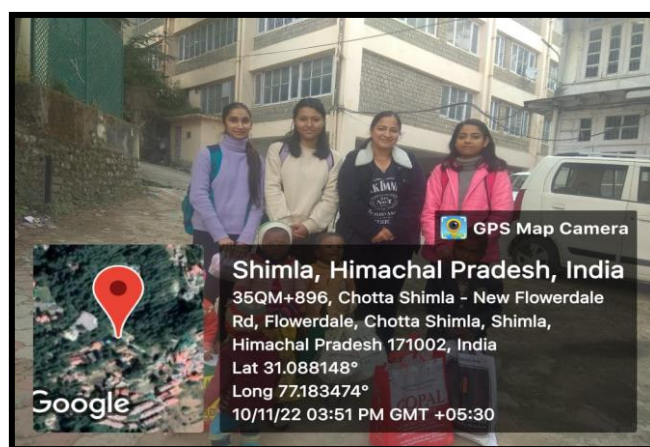 GPS Map Camera
Shimla, Himachal Pradesh, India
35QM+896, Chotta Shimla - New Flowerdale
Rd, Flowerdale, Chotta Shimla, Shimla,
Himachal Pradesh 171002, India
Lat 31.088148°
Long 77.183474°
10/11/22 03:51 PM GMT +05:30
Google
GOPAL